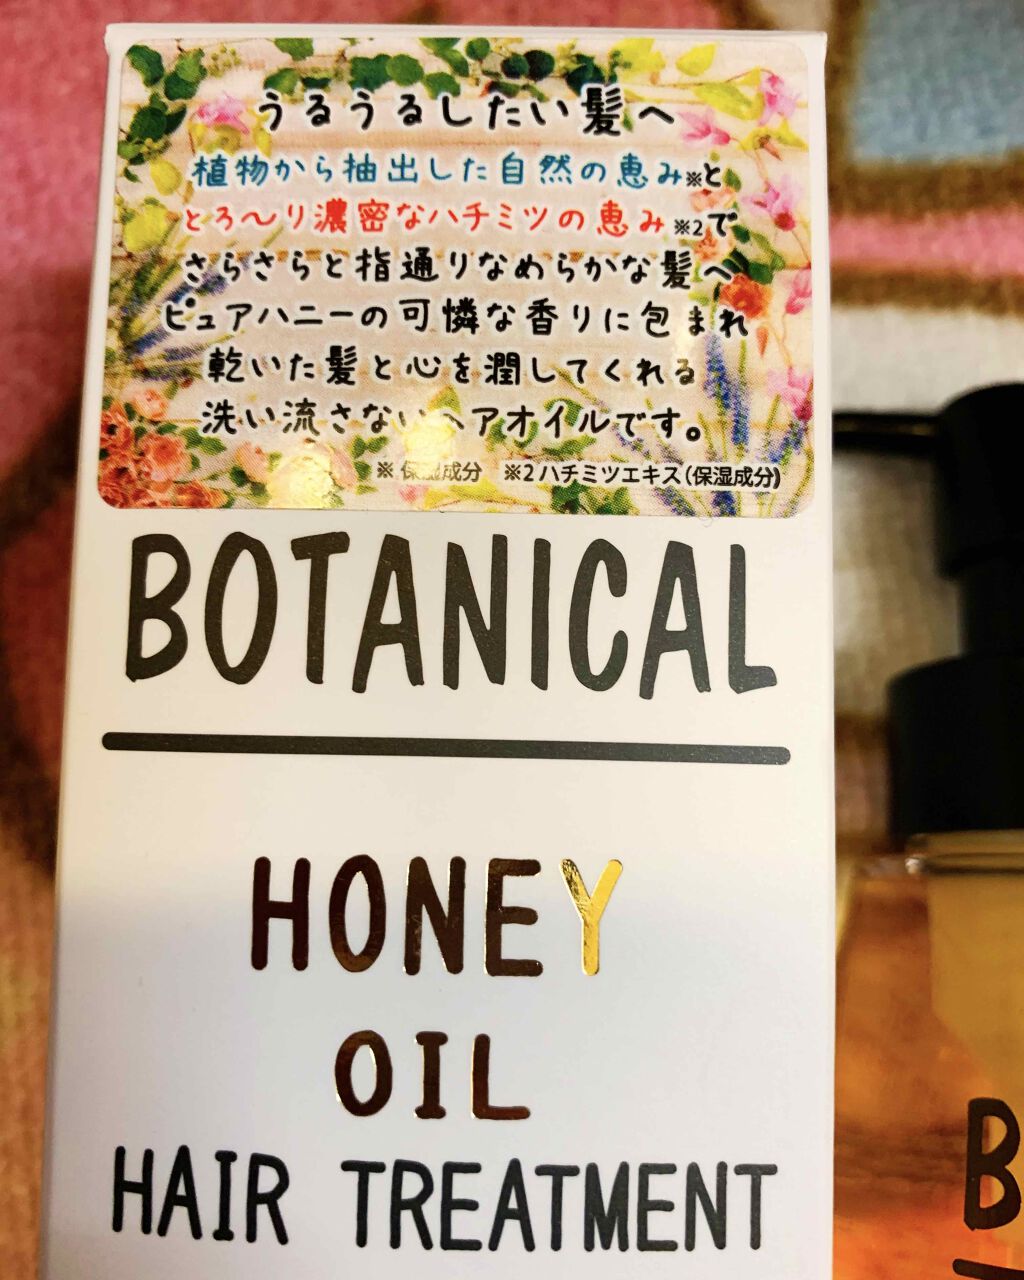 うるうるしたい髪へ
植物から抽出した自然の恵み※と
とろ〜り濃密なハチミツの恵み※2で
さらさらと指通りなめらかな髪へ
ピュアハニーの可憐な香りに包まれ
乾いた髪と心を潤してくれる
洗い流さないヘアオイルです。
※ 保湿成分 ※2 ハチミツエキス(保湿成分)
BOTANICAL
HONEY
OIL
HAIR TREATMENT
B